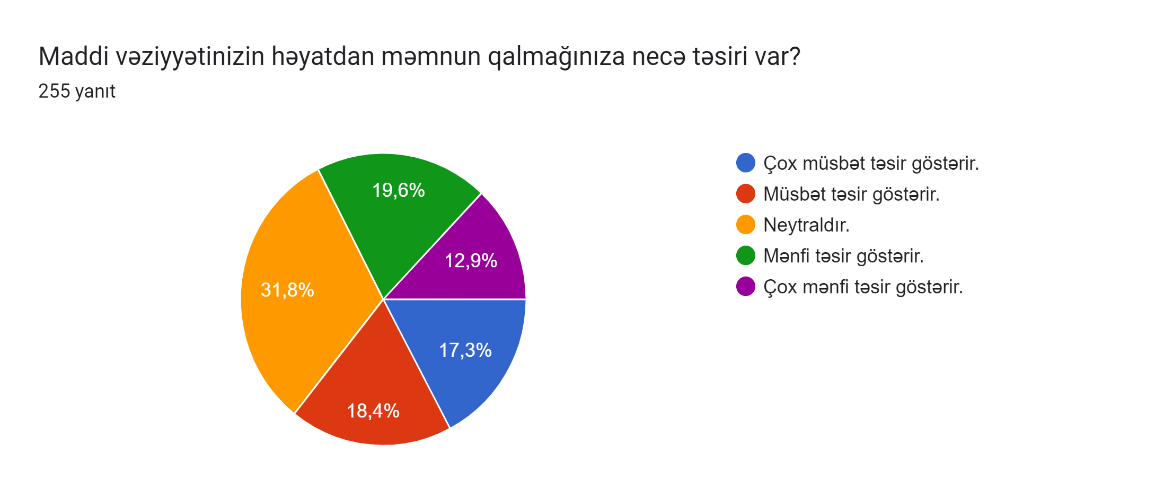 Maddi vəziyyətinizin həyatdan məmnun qalmağınıza necə təsiri var?
255 yanıt
Çox müsbət təsir göstərir.
Müsbət təsir göstərir.
Neytraldır.
Mənfi təsir göstərir.
Çox mənfi təsir göstərir.
19,6%
12,9%
31,8%
17,3%
18,4%